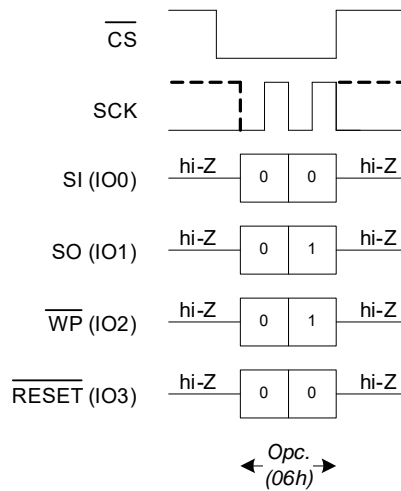 CS
SCK
SI (IO0) hi-Z 0 0 hi-Z
SO (IO1) hi-Z 0 1 hi-Z
WP (IO2) hi-Z 0 1 hi-Z
RESET (IO3) hi-Z 0 0 hi-Z
Opc.
(06h)